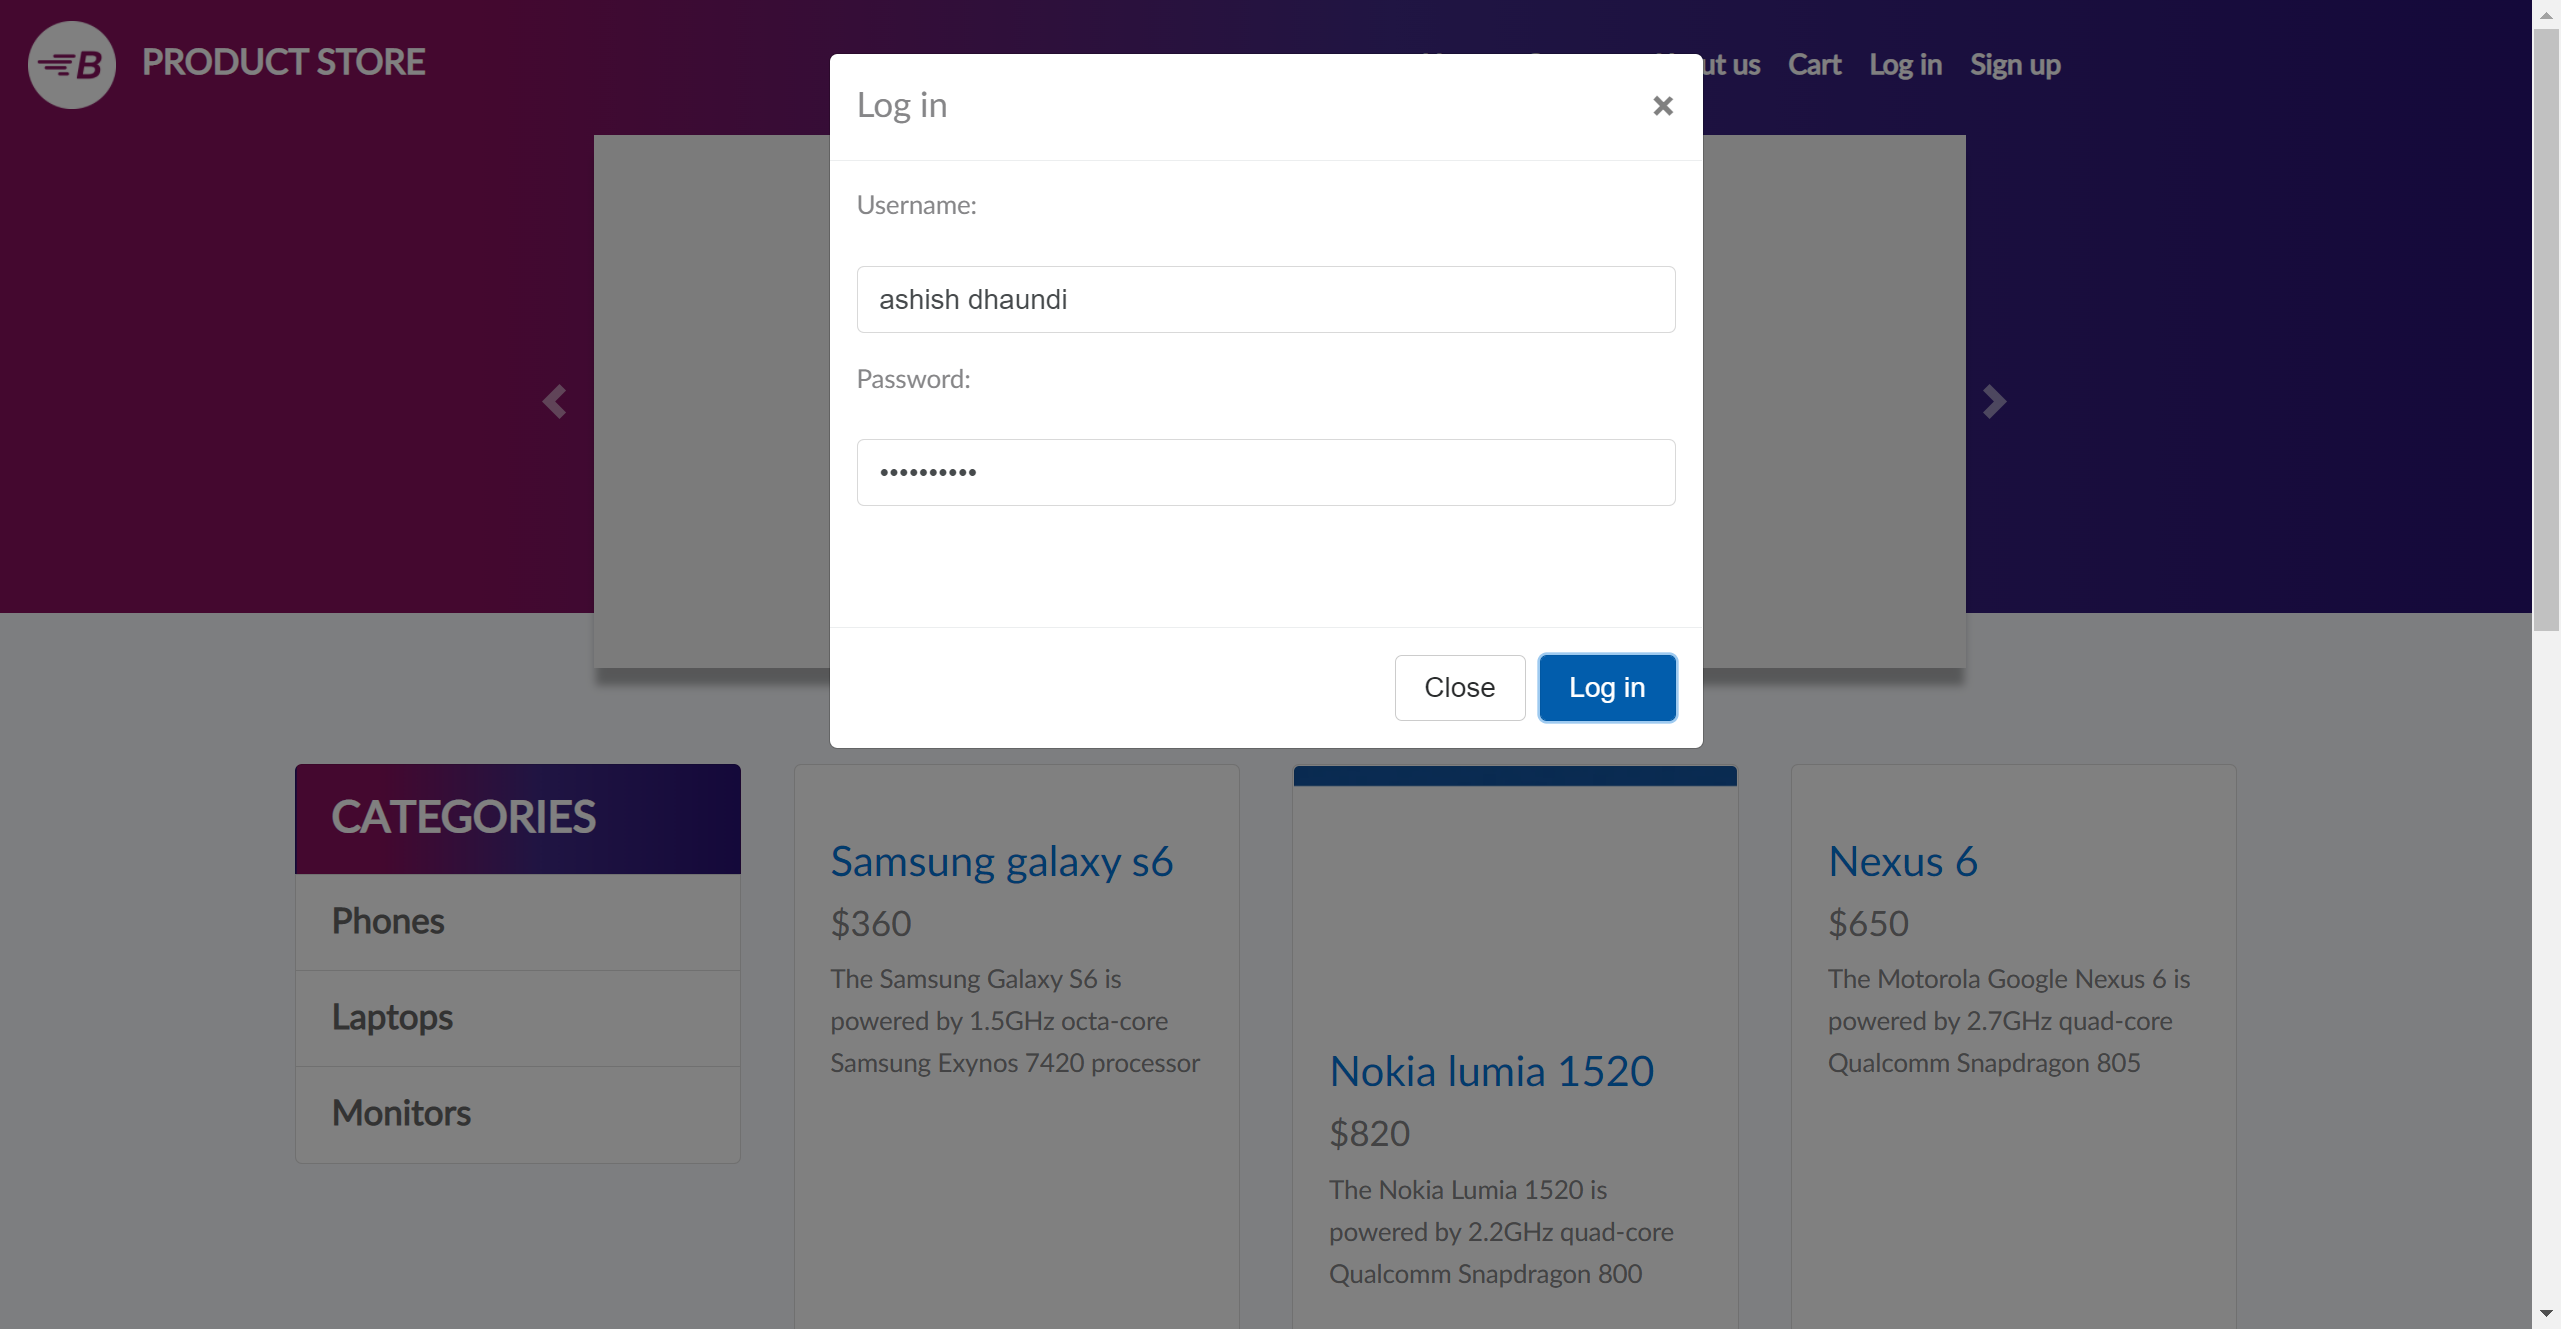 B PRODUCT STORE
ut us Cart Log in Sign up
Log in
×
Username:
ashish dhaundi
Password:
••••••••••
Close Log in
CATEGORIES
Phones
Laptops
Monitors
Samsung galaxy s6
$360
The Samsung Galaxy S6 is
powered by 1.5GHz octa-core
Samsung Exynos 7420 processor
Nokia lumia 1520
$820
The Nokia Lumia 1520 is
powered by 2.2GHz quad-core
Qualcomm Snapdragon 800
Nexus 6
$650
The Motorola Google Nexus 6 is
powered by 2.7GHz quad-core
Qualcomm Snapdragon 805